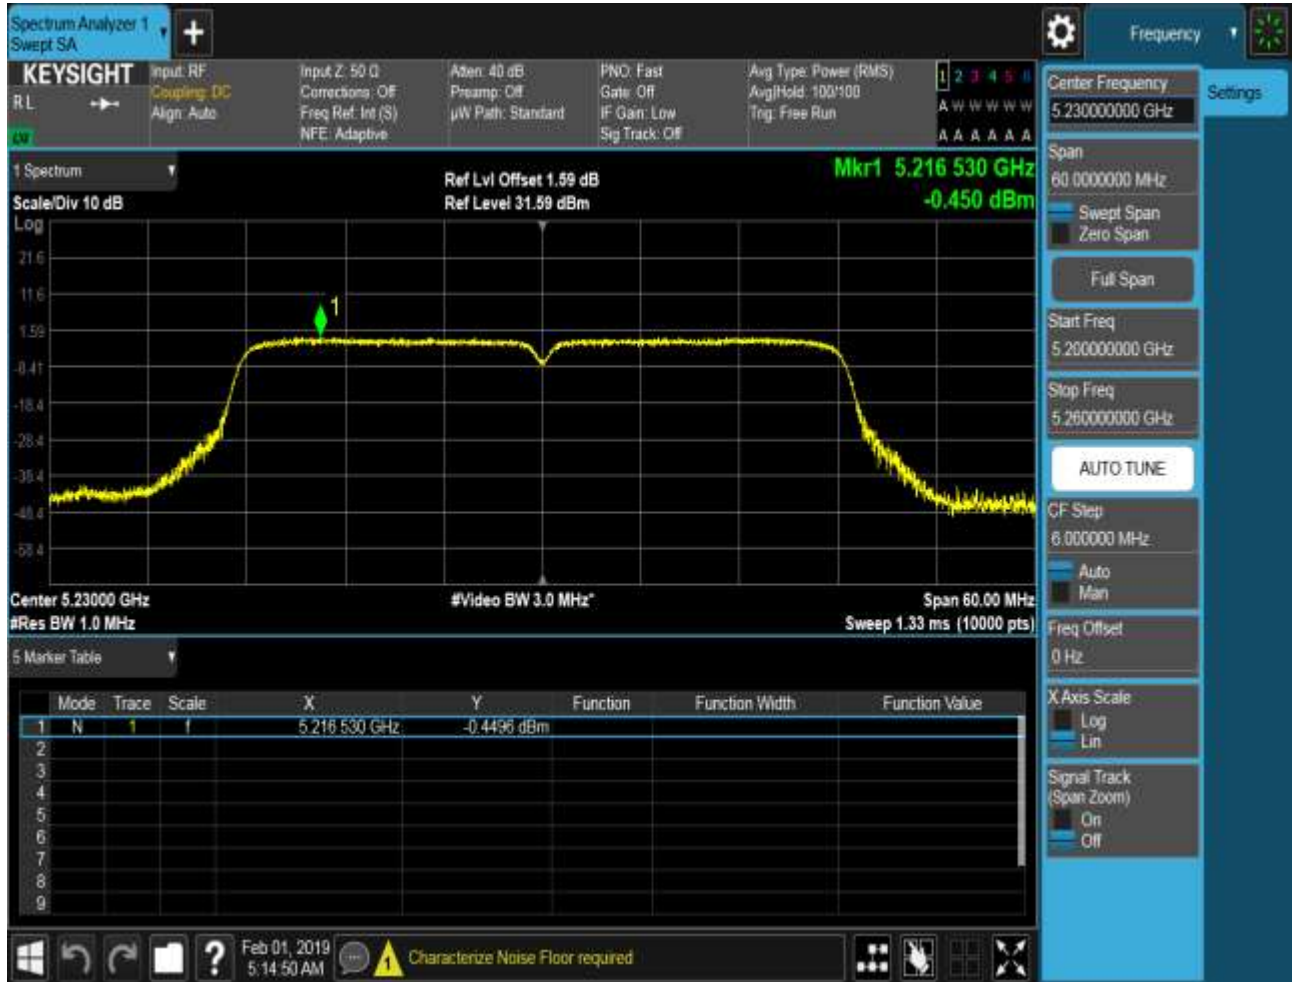 Spectrum Analyzer 1
Swept SA
+
Frequency
KEYSIGHT
R L
Input: RF
Coupling: DC
Align: Auto
Input Z: 50 Ω
Corrections: Off
Freq Ref: Int (S)
NFE: Adaptive
Atten: 40 dB
Preamp: Off
µW Path: Standard
PNO: Fast
Gate: Off
IF Gain: Low
Sig Track: Off
Avg Type: Power (RMS)
Avg|Hold: 100/100
Trig: Free Run
1 2 3 4 5 6
A W W W W W
A A A A A A
1 Spectrum
Scale/Div 10 dB
Log
Ref Lvl Offset 1.59 dB
Ref Level 31.59 dBm
Mkr1 5.216 530 GHz
-0.450 dBm
21.6
11.6
1.59
-8.41
-18.4
-28.4
-38.4
-48.4
-58.4
1
Center 5.23000 GHz
#Res BW 1.0 MHz
#Video BW 3.0 MHz*
Span 60.00 MHz
Sweep 1.33 ms (10000 pts)
5 Marker Table
Mode Trace Scale X Y Function Function Width Function Value
1 N 1 f 5.216 530 GHz -0.4496 dBm
2
3
4
5
6
7
8
9
Feb 01, 2019
5:14:50 AM
?
1
Characterize Noise Floor required
Settings
Center Frequency
5.230000000 GHz
Span
60.0000000 MHz
Swept Span
Zero Span
Full Span
Start Freq
5.200000000 GHz
Stop Freq
5.260000000 GHz
AUTO TUNE
CF Step
6.000000 MHz
Auto
Man
Freq Offset
0 Hz
X Axis Scale
Log
Lin
Signal Track
(Span Zoom)
On
Off